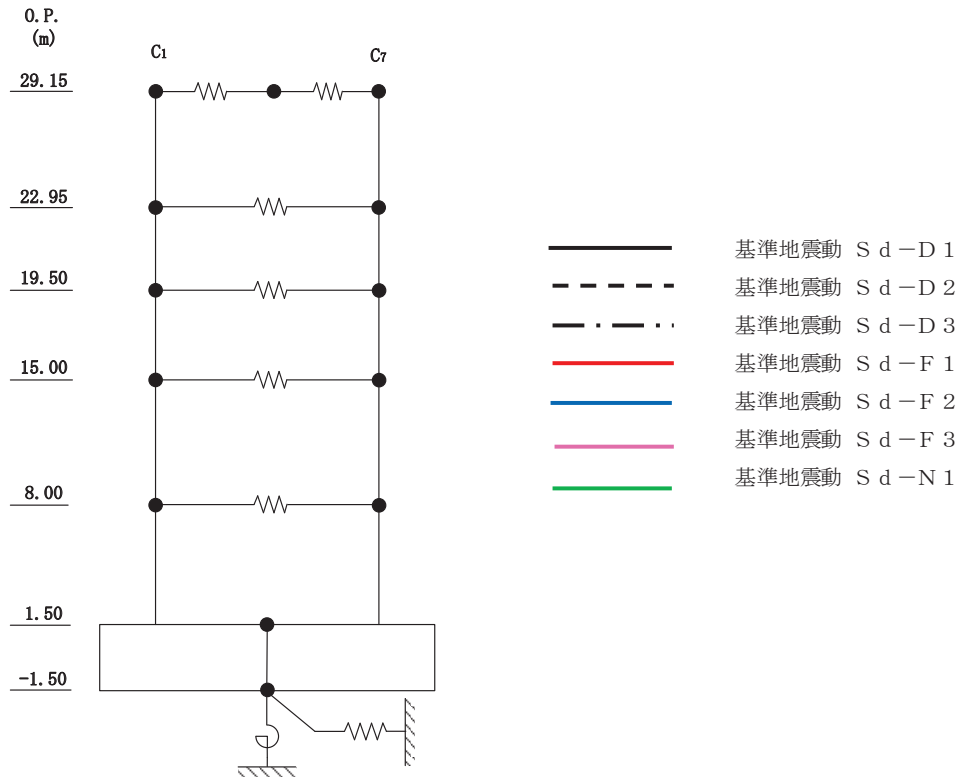 O.P.
(m)
C1
C7
29.15
22.95
19.50
15.00
8.00
1.50
-1.50
基準地震動 Ｓｄ－Ｄ１
基準地震動 Ｓｄ－Ｄ２
基準地震動 Ｓｄ－Ｄ３
基準地震動 Ｓｄ－Ｆ１
基準地震動 Ｓｄ－Ｆ２
基準地震動 Ｓｄ－Ｆ３
基準地震動 Ｓｄ－Ｎ１